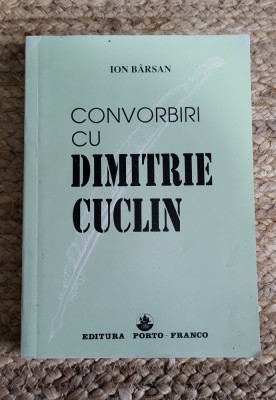 ION BÂRSAN
CONVORBIRI
CU
DIMITRIE
CUCLIN
EDITURA PORTO-FRANCO